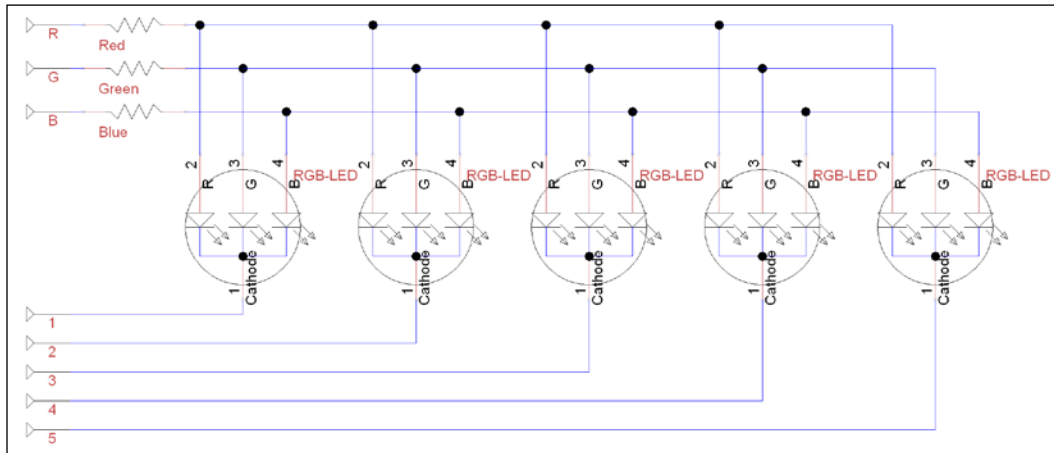 R
Red
G
Green
B
Blue
2 3 4 RGB-LED 2 3 4 RGB-LED 2 3 4 RGB-LED 2 3 4 RGB-LED 2 3 4 RGB-LED
R G B R G B R G B R G B R G B
1 Cathode 1 Cathode 1 Cathode 1 Cathode 1 Cathode
1
2
3
4
5